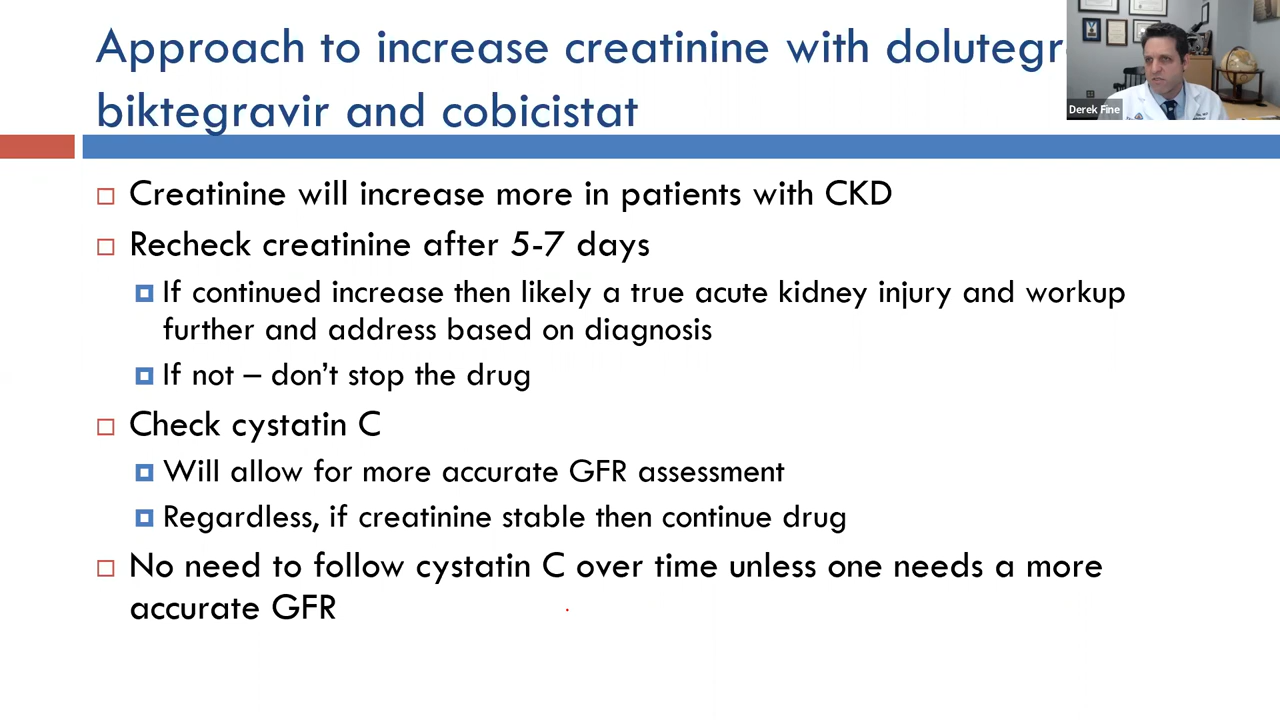 Approach to increase creatinine with dolutegr
biktegravir and cobicistat
Derek Fine
Creatinine will increase more in patients with CKD
Recheck creatinine after 5-7 days
If continued increase then likely a true acute kidney injury and workup
further and address based on diagnosis
If not – don't stop the drug
Check cystatin C
Will allow for more accurate GFR assessment
Regardless, if creatinine stable then continue drug
No need to follow cystatin C over time unless one needs a more
accurate GFR